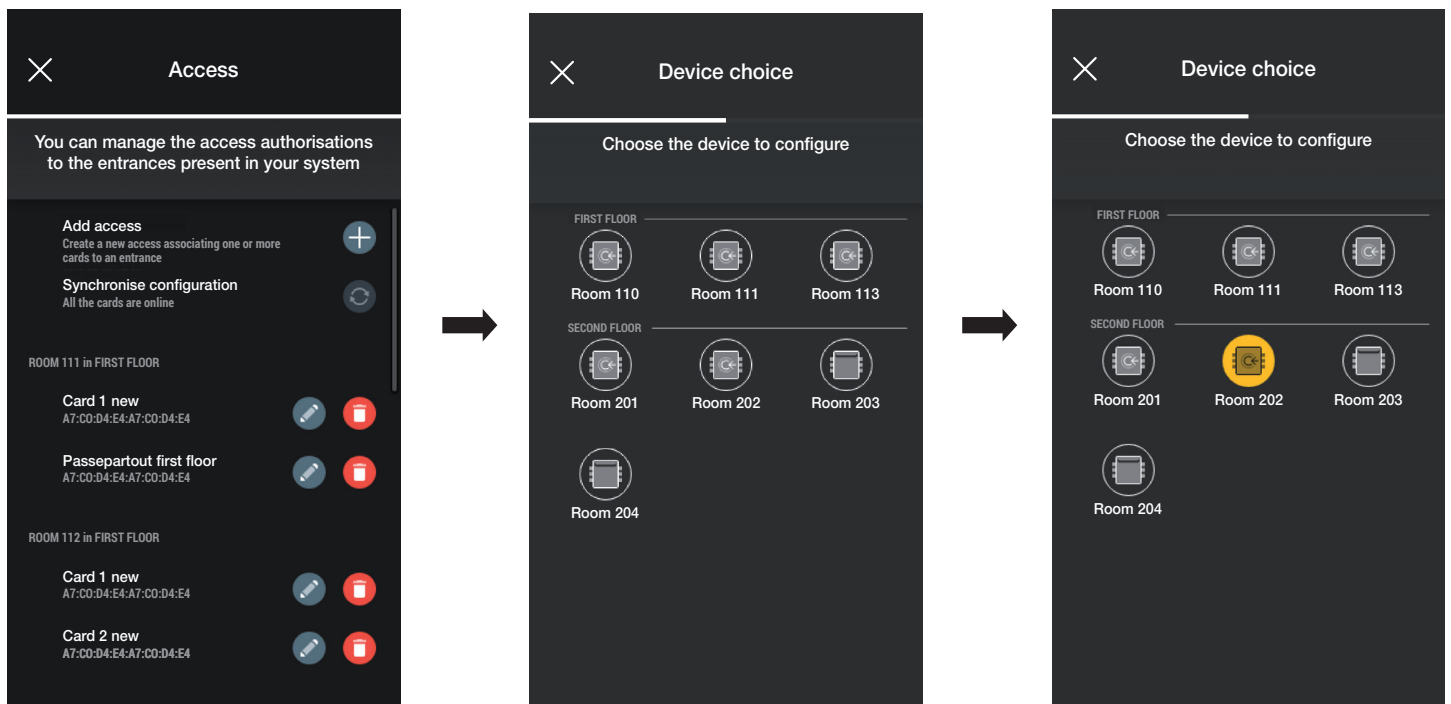 Access
You can manage the access authorisations
to the entrances present in your system
Add access
Create a new access associating one or more
cards to an entrance
Synchronise configuration
All the cards are online
ROOM 111 in FIRST FLOOR
Card 1 new
A7:C0:D4:E4:A7:C0:D4:E4
Passepartout first floor
A7:C0:D4:E4:A7:C0:D4:E4
ROOM 112 in FIRST FLOOR
Card 1 new
A7:C0:D4:E4:A7:C0:D4:E4
Card 2 new
A7:C0:D4:E4:A7:C0:D4:E4
Device choice
Choose the device to configure
FIRST FLOOR
Room 110 Room 111 Room 113
SECOND FLOOR
Room 201 Room 202 Room 203
Room 204
Device choice
Choose the device to configure
FIRST FLOOR
Room 110 Room 111 Room 113
SECOND FLOOR
Room 201 Room 202 Room 203
Room 204